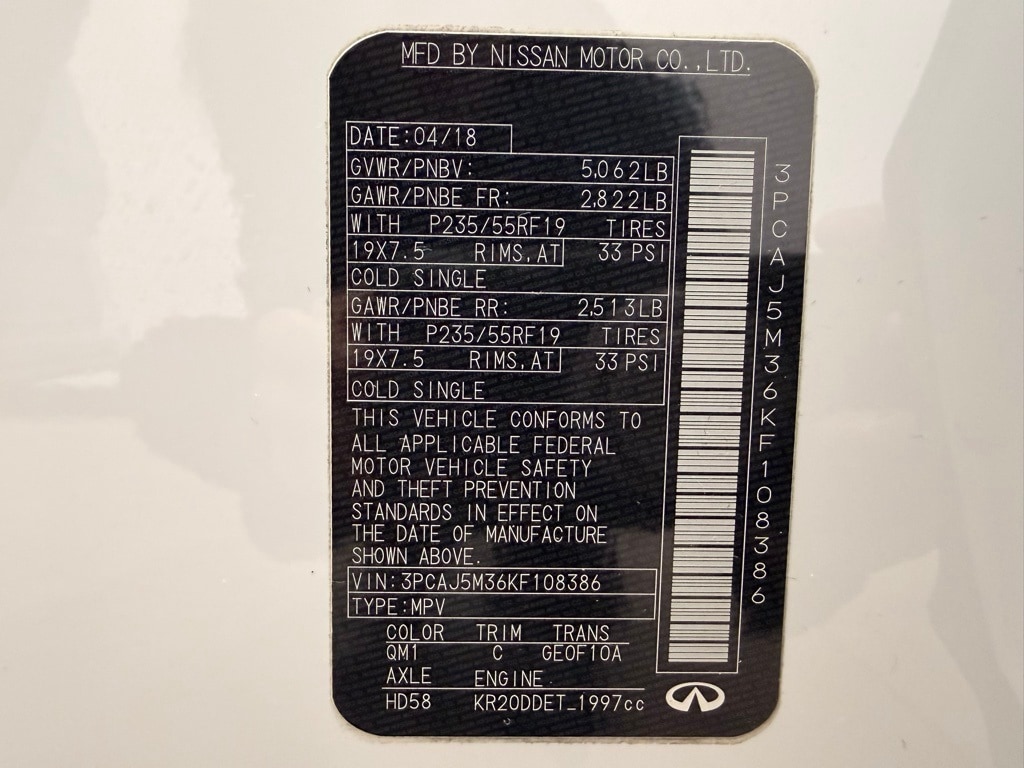 MFD BY NISSAN MOTOR CO.,LTD.
DATE:04/18
GVWR/PNBV: 5,062LB
GAWR/PNBE FR: 2,822LB
WITH P235/55RF19 TIRES
19X7.5 RIMS,AT 33 PSI
COLD SINGLE
GAWR/PNBE RR: 2,513LB
WITH P235/55RF19 TIRES
19X7.5 RIMS,AT 33 PSI
COLD SINGLE
THIS VEHICLE CONFORMS TO
ALL APPLICABLE FEDERAL
MOTOR VEHICLE SAFETY
AND THEFT PREVENTION
STANDARDS IN EFFECT ON
THE DATE OF MANUFACTURE
SHOWN ABOVE.
VIN:3PCAJ5M36KF108386
TYPE:MPV
COLOR TRIM TRANS
QM1 C GE0F10A
AXLE ENGINE
HD58 KR20DDET_1997cc
3PCAJ5M36KF108386